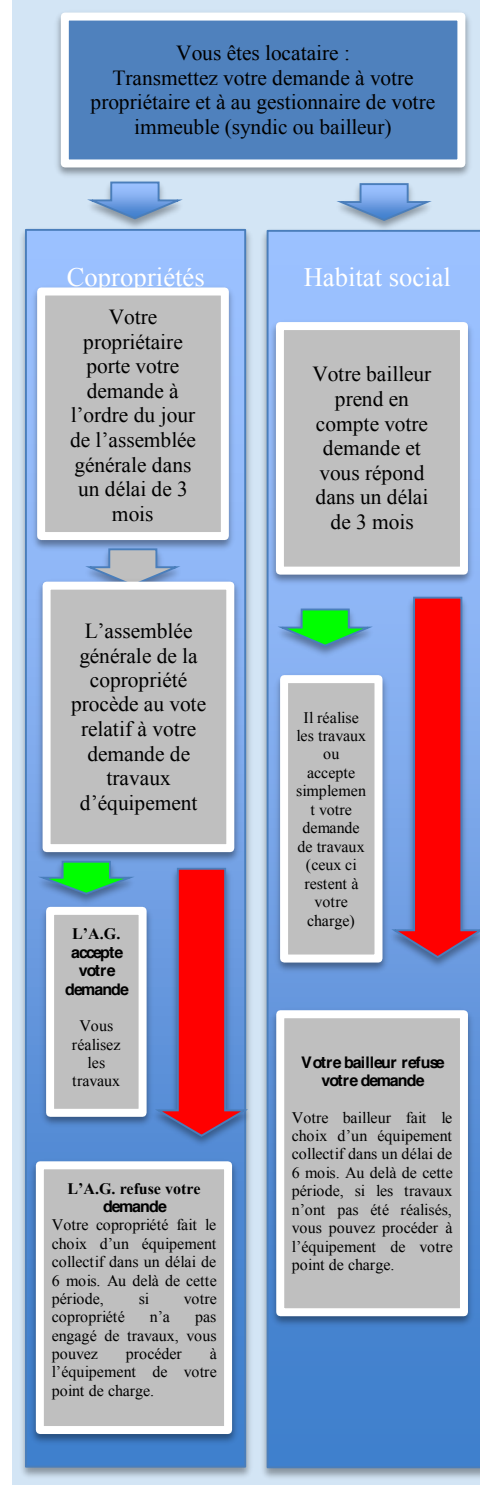 Vous êtes locataire :
Transmettez votre demande à votre
propriétaire et à au gestionnaire de votre
immeuble (syndic ou bailleur)
Copropriétés
Votre
propriétaire
porte votre
demande à
l’ordre du jour
de l’assemblée
générale dans
un délai de 3
mois
L’assemblée
générale de la
copropriété
procède au vote
relatif à votre
demande de
travaux
d’équipement
L’A.G.
accepte
votre
demande
Vous
réalisez
les
travaux
L’A.G. refuse votre
demande
Votre copropriété fait le
choix d’un équipement
collectif dans un délai de
6 mois. Au delà de cette
période, si votre
copropriété n’a pas
engagé de travaux, vous
pouvez procéder à
l’équipement de votre
point de charge.
Habitat social
Votre bailleur
prend en
compte votre
demande et
vous répond
dans un délai
de 3 mois
Il réalise
les travaux
ou
accepte
simplemen
t votre
demande
de travaux
(ceux ci
restent à
votre
charge)
Votre bailleur refuse
votre demande
Votre bailleur fait le
choix d’un équipement
collectif dans un délai de
6 mois. Au delà de cette
période, si les travaux
n’ont pas été réalisés,
vous pouvez procéder à
l’équipement de votre
point de charge.